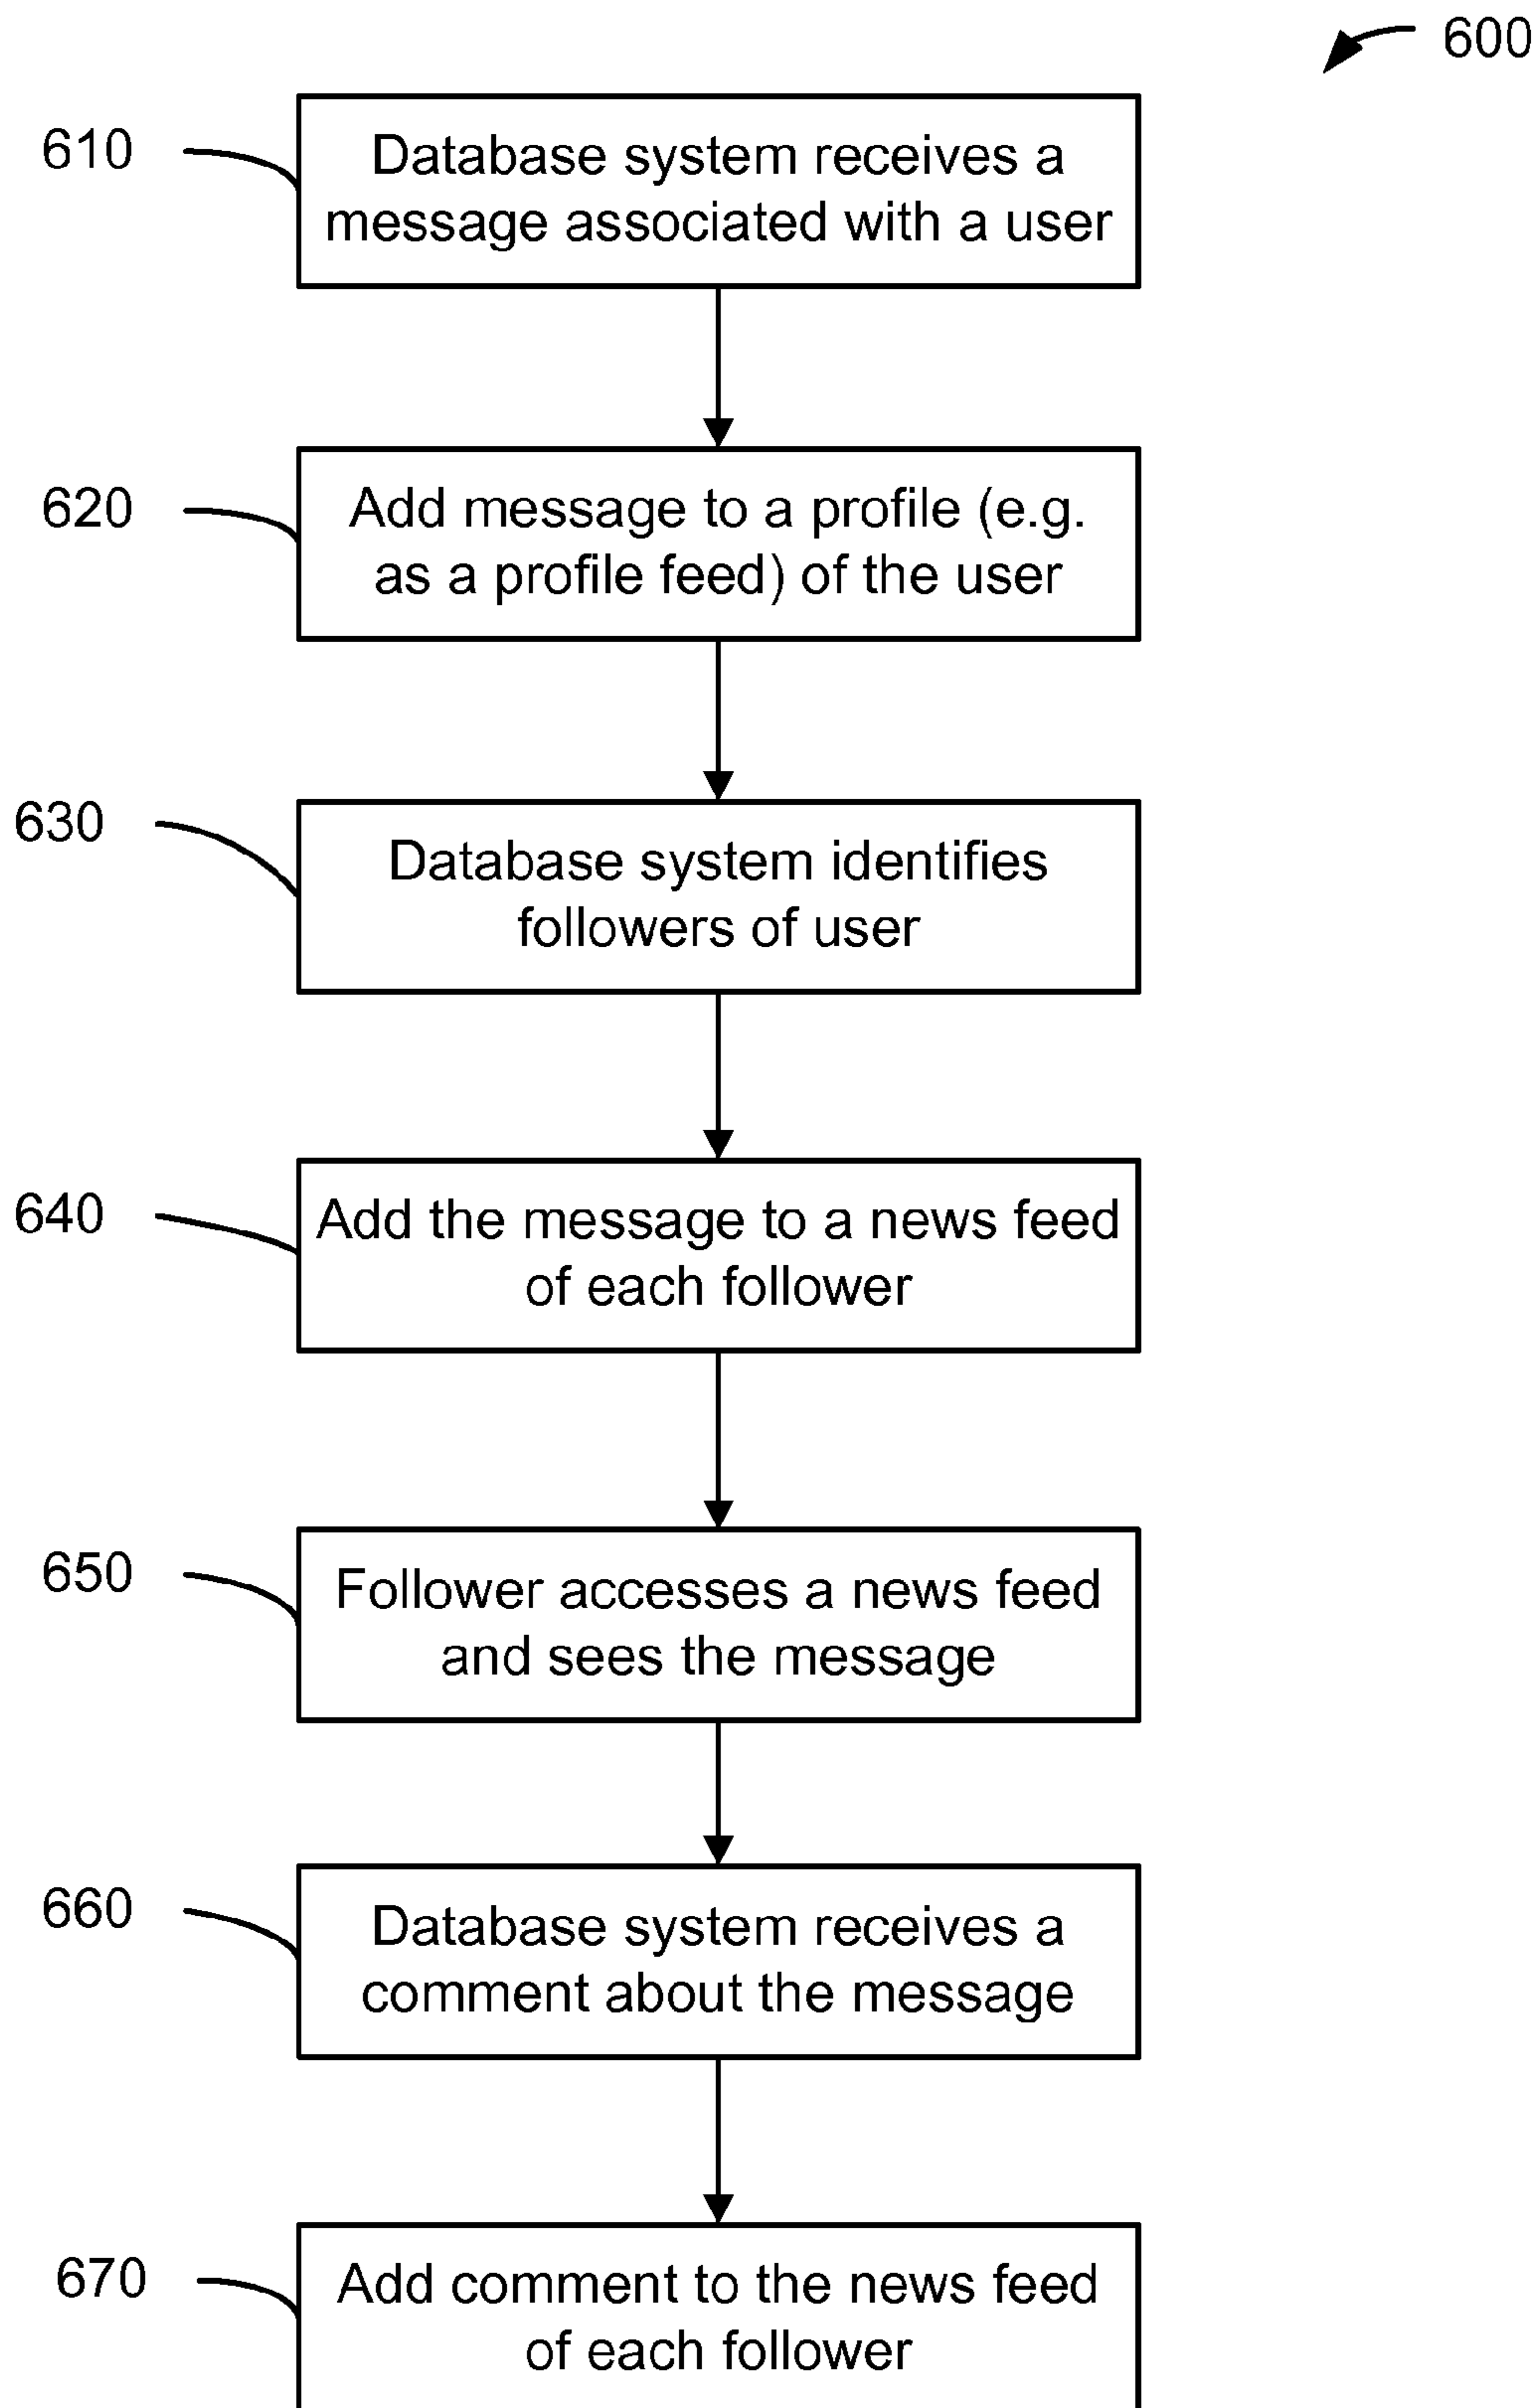 600
610
Database system receives a
message associated with a user
620
Add message to a profile (e.g.
as a profile feed) of the user
630
Database system identifies
followers of user
640
Add the message to a news feed
of each follower
650
Follower accesses a news feed
and sees the message
660
Database system receives a
comment about the message
670
Add comment to the news feed
of each follower